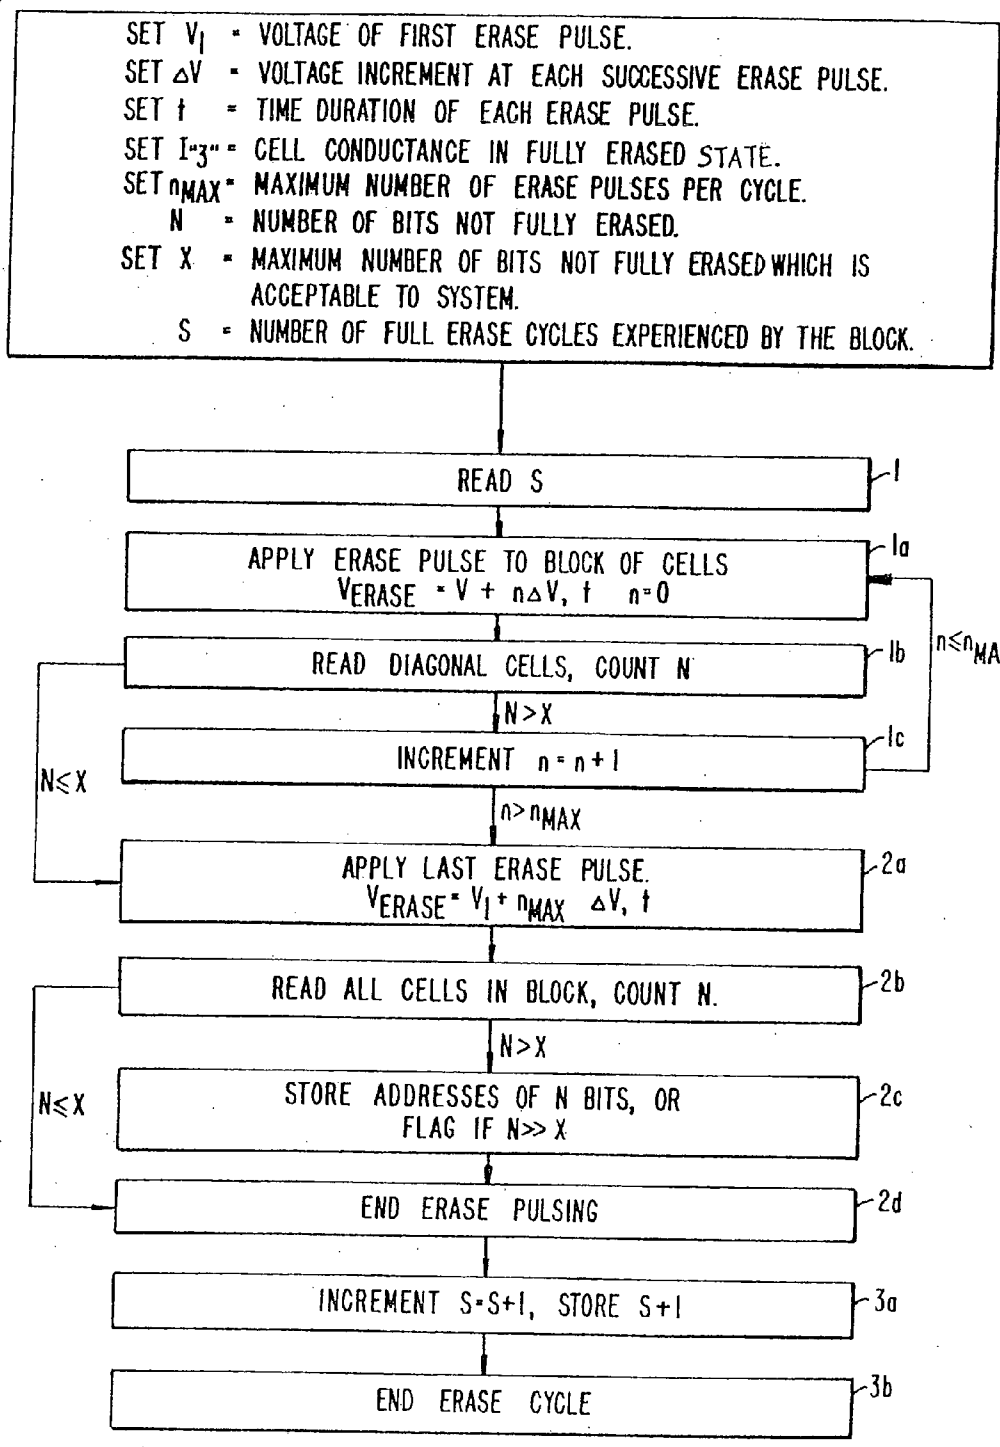 SET V1 = VOLTAGE OF FIRST ERASE PULSE.
SET ΔV = VOLTAGE INCREMENT AT EACH SUCCESSIVE ERASE PULSE.
SET t = TIME DURATION OF EACH ERASE PULSE.
SET I"3" = CELL CONDUCTANCE IN FULLY ERASED STATE.
SET nMAX = MAXIMUM NUMBER OF ERASE PULSES PER CYCLE.
N = NUMBER OF BITS NOT FULLY ERASED.
SET X = MAXIMUM NUMBER OF BITS NOT FULLY ERASED WHICH IS
ACCEPTABLE TO SYSTEM.
S = NUMBER OF FULL ERASE CYCLES EXPERIENCED BY THE BLOCK.
READ S
1
APPLY ERASE PULSE TO BLOCK OF CELLS
VERASE = V + nΔV, t n=0
1a
n≤nMA
READ DIAGONAL CELLS, COUNT N
1b
N>X
INCREMENT n = n+1
1c
N≤X
n>nMAX
APPLY LAST ERASE PULSE.
VERASE = V1 + nMAX ΔV, t
2a
READ ALL CELLS IN BLOCK, COUNT N.
2b
N>X
STORE ADDRESSES OF N BITS, OR
FLAG IF N>>X
2c
N≤X
END ERASE PULSING
2d
INCREMENT S=S+1, STORE S+1
3a
END ERASE CYCLE
3b